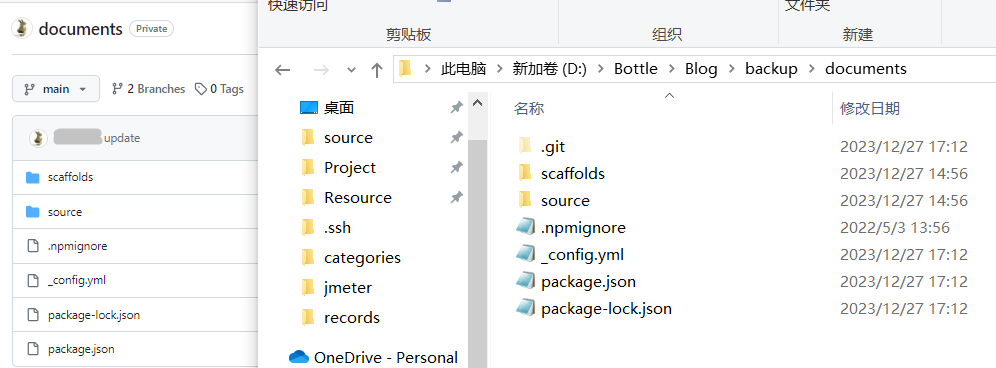 documents Private
main 2 Branches 0 Tags
update
scaffolds
source
.npmignore
_config.yml
package-lock.json
package.json
快速访问
文件夹
剪贴板
组织
新建
此电脑 新加卷 (D:) Bottle Blog backup documents
桌面
source
Project
Resource
.ssh
categories
jmeter
records
OneDrive - Personal
名称 修改日期
.git 2023/12/27 17:12
scaffolds 2023/12/27 14:56
source 2023/12/27 14:56
.npmignore 2022/5/3 13:56
_config.yml 2023/12/27 17:12
package.json 2023/12/27 17:12
package-lock.json 2023/12/27 17:12